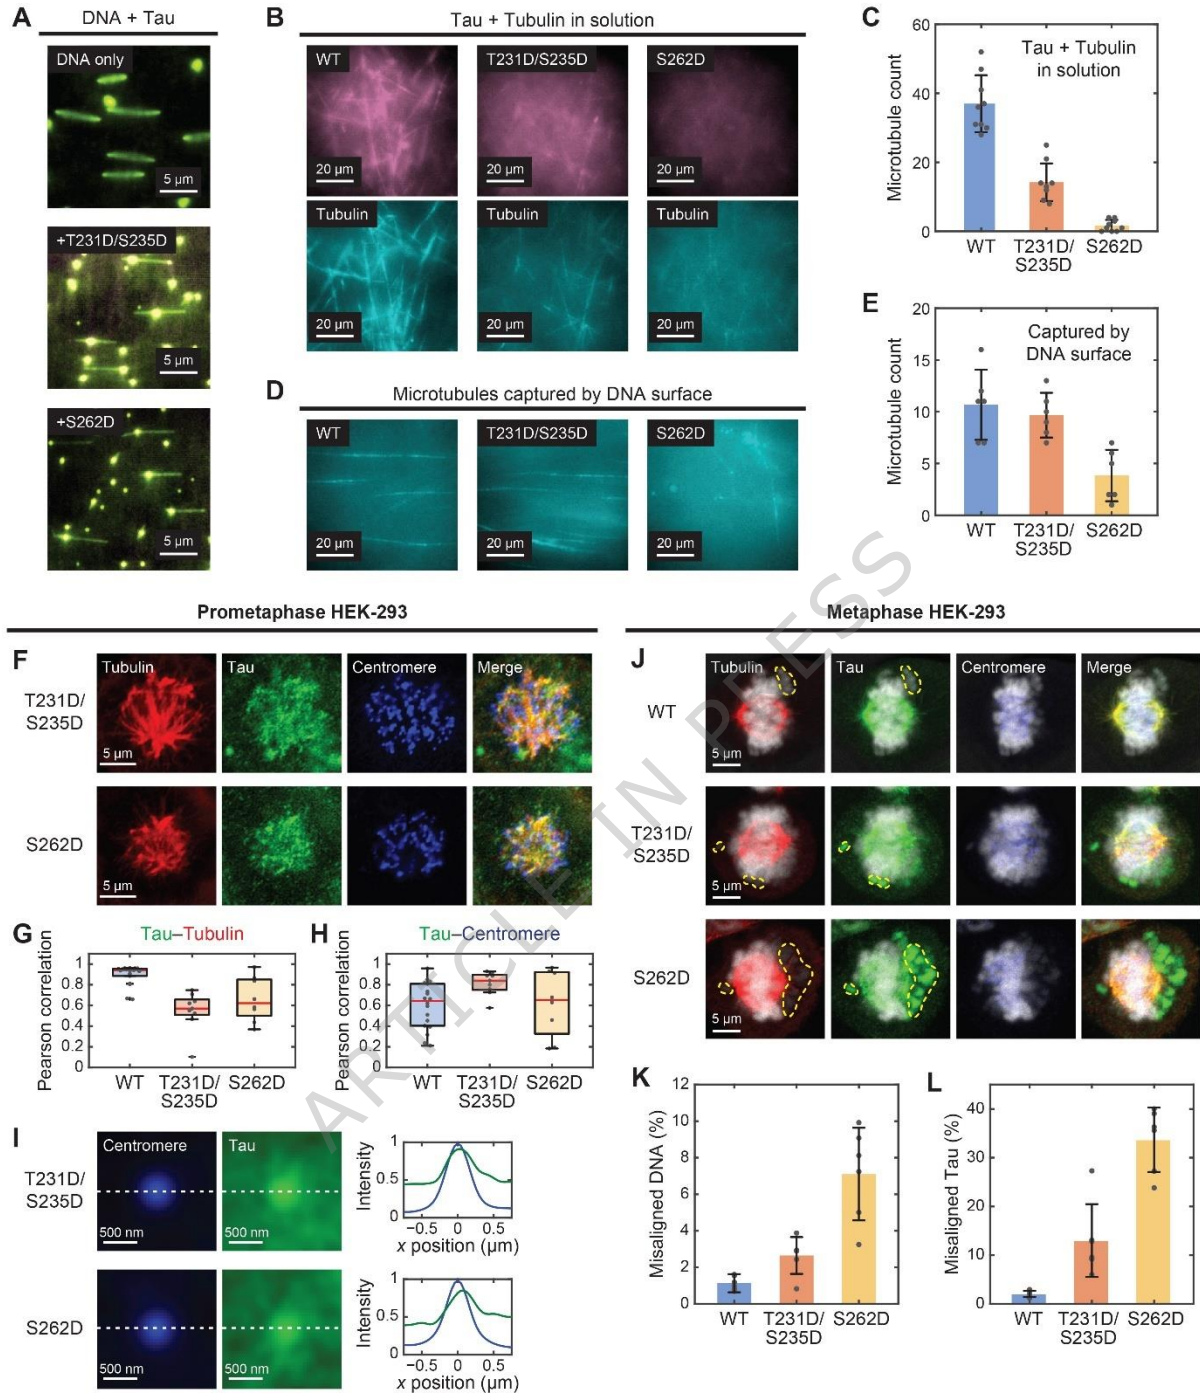 A
DNA + Tau
DNA only
5 µm
+T231D/S235D
5 µm
+S262D
5 µm
B
Tau + Tubulin in solution
WT
T231D/S235D
S262D
20 µm
20 µm
20 µm
Tubulin
Tubulin
Tubulin
20 µm
20 µm
20 µm
C
Tau + Tubulin
in solution
Microtubule count
60
40
20
0
WT
T231D/
S235D
S262D
D
Microtubules captured by DNA surface
WT
T231D/S235D
S262D
20 µm
20 µm
20 µm
E
Captured by
DNA surface
Microtubule count
20
15
10
5
0
WT
T231D/
S235D
S262D
Prometaphase HEK-293
F
Tubulin
Tau
Centromere
Merge
T231D/
S235D
5 µm
S262D
5 µm
G
Tau–Tubulin
Pearson correlation
1
0.8
0.6
0.4
0.2
0
WT
T231D/
S235D
S262D
H
Tau–Centromere
Pearson correlation
1
0.8
0.6
0.4
0.2
0
WT
T231D/
S235D
S262D
I
Centromere
Tau
T231D/
S235D
500 nm
500 nm
Intensity
1
0.5
0
−0.5
0
0.5
x position (µm)
S262D
500 nm
500 nm
Intensity
1
0.5
0
−0.5
0
0.5
x position (µm)
Metaphase HEK-293
J
Tubulin
Tau
Centromere
Merge
WT
5 µm
T231D/
S235D
5 µm
S262D
5 µm
K
Misaligned DNA (%)
12
10
8
6
4
2
0
WT
T231D/
S235D
S262D
L
Misaligned Tau (%)
40
30
20
10
0
WT
T231D/
S235D
S262D
ARTICLE IN PRESS